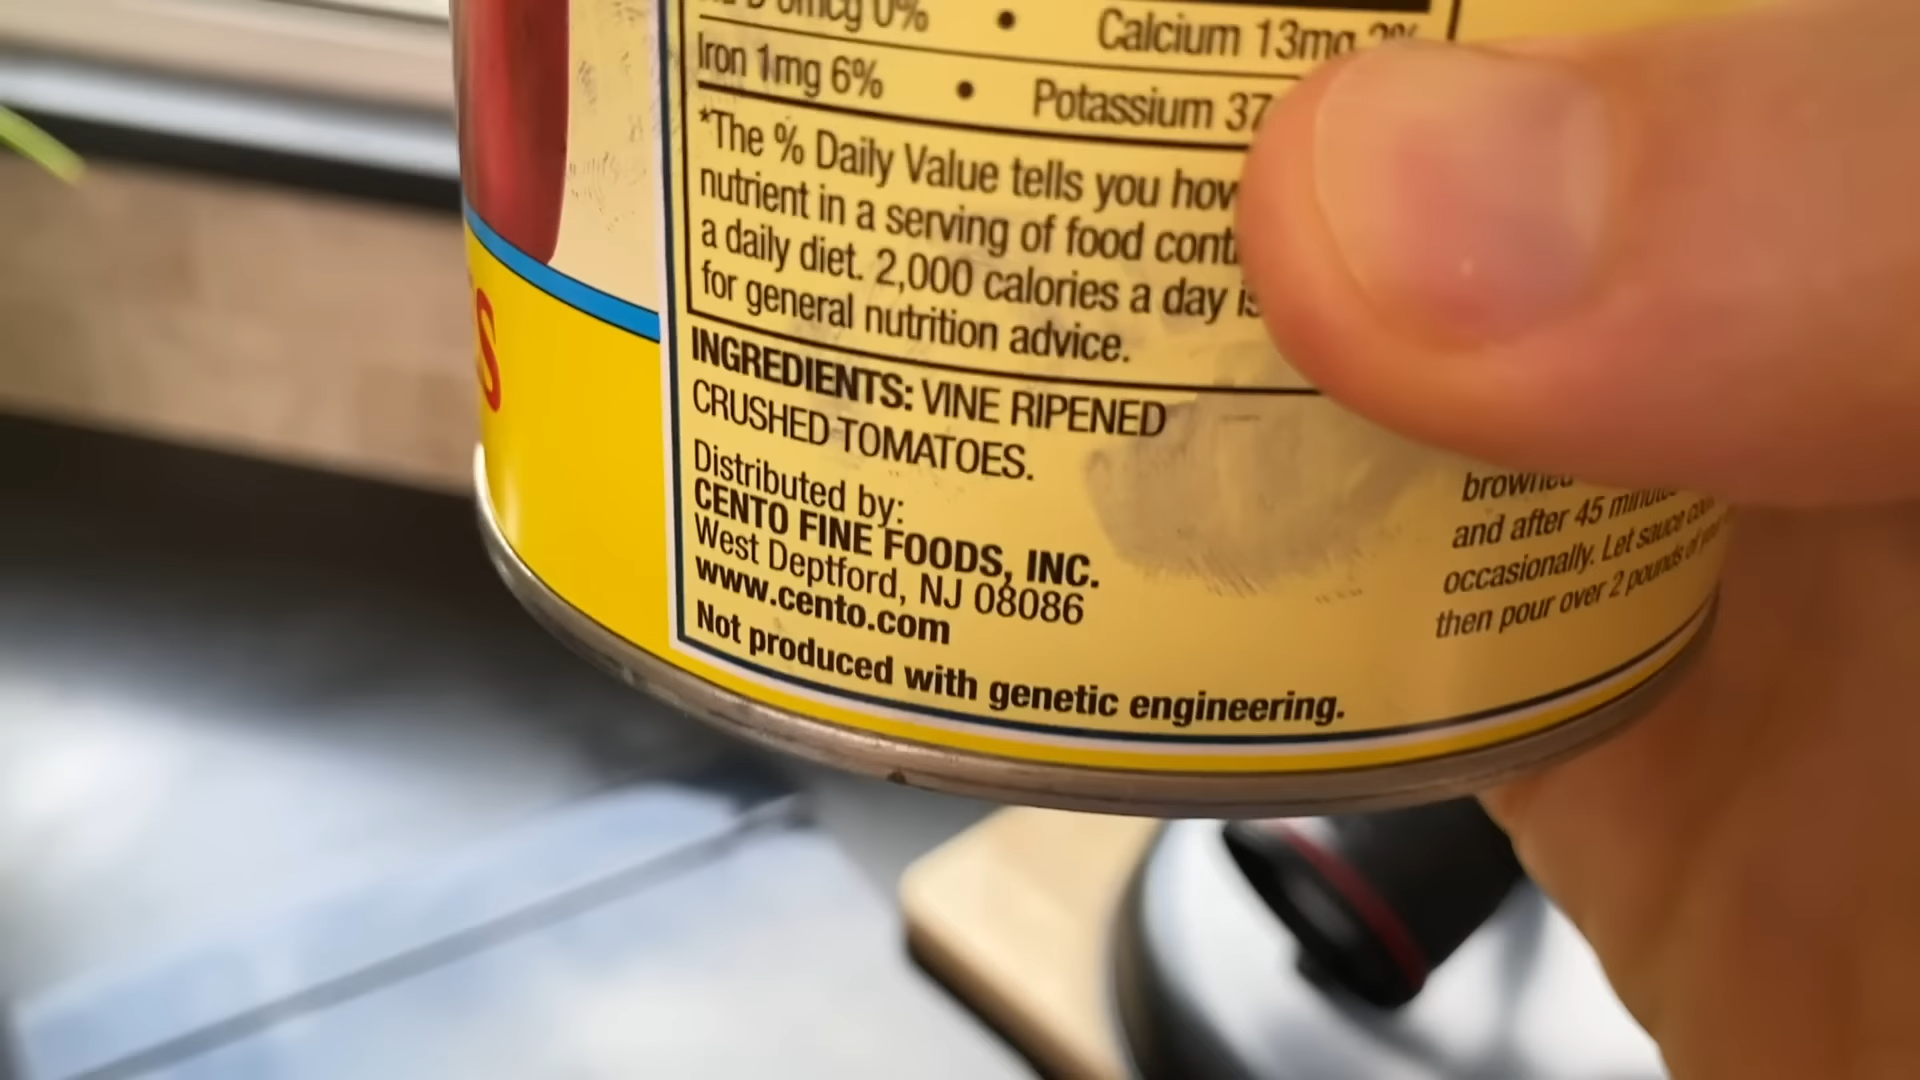 0mcg 0% • Calcium 13mg 2%
Iron 1mg 6% • Potassium 37
*The % Daily Value tells you
nutrient in a serving of food
a daily diet. 2,000 calories a day is
for general nutrition advice.
INGREDIENTS: VINE RIPENED
CRUSHED TOMATOES.
Distributed by:
CENTO FINE FOODS, INC.
West Deptford, NJ 08086
www.cento.com
Not produced with genetic engineering.
S
and after 45
occasionally. Let sauce
then pour over 2 pounds of